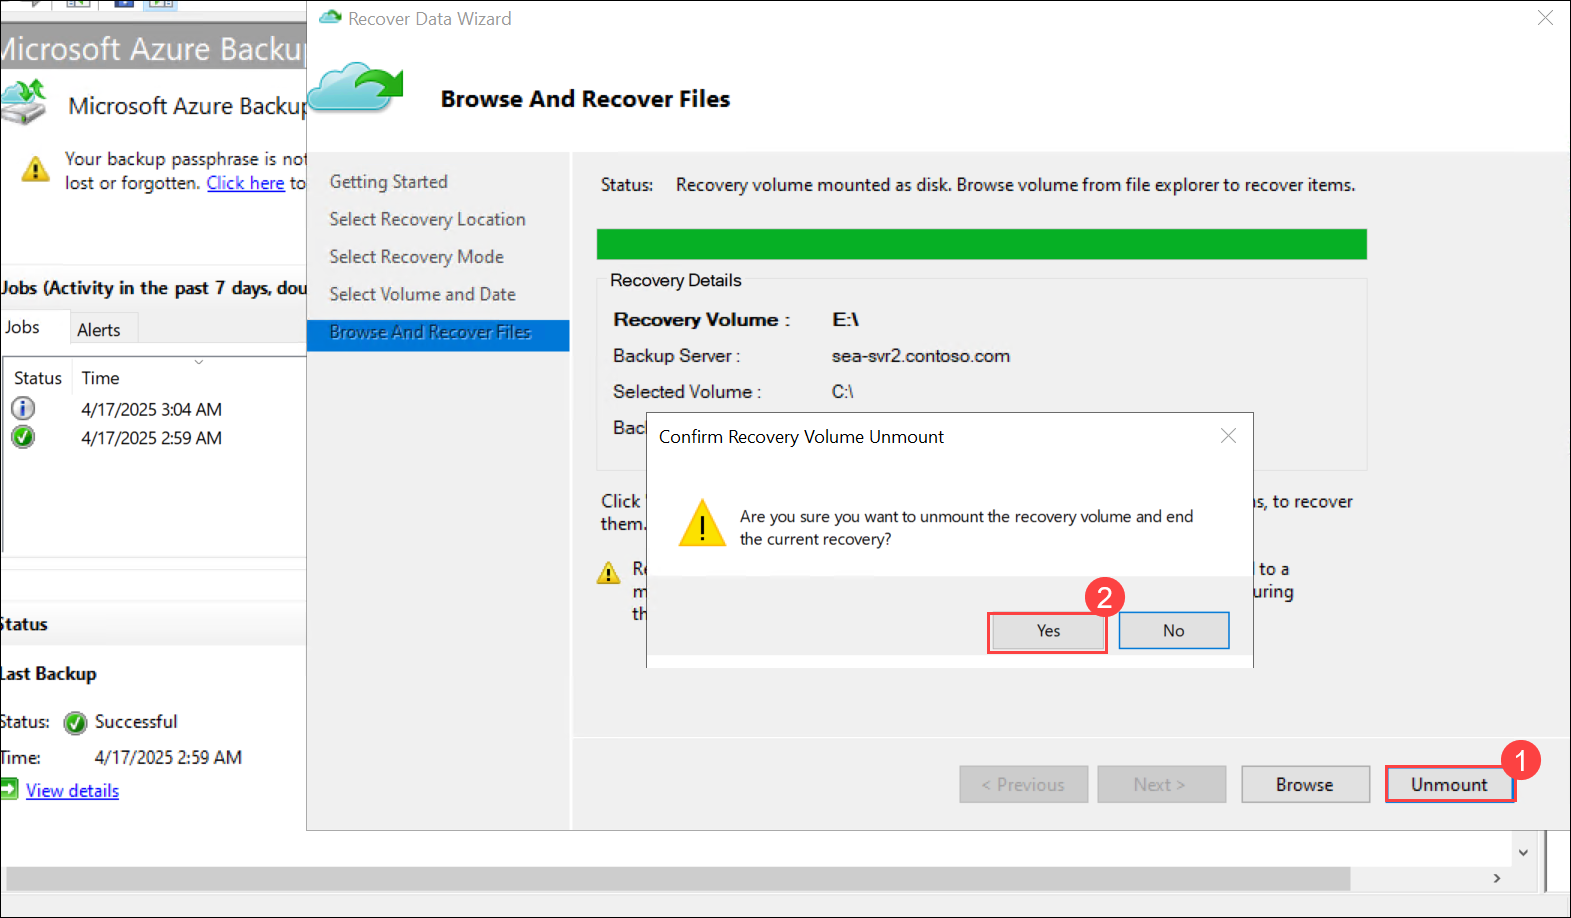 Recover Data Wizard
Microsoft Azure Backup
Microsoft Azure Backup
Browse And Recover Files
Your backup passphrase is not
lost or forgotten. Click here to
Getting Started
Select Recovery Location
Select Recovery Mode
Select Volume and Date
Browse And Recover Files
Status: Recovery volume mounted as disk. Browse volume from file explorer to recover items.
Recovery Details
Recovery Volume : E:\
Backup Server : sea-svr2.contoso.com
Selected Volume : C:\
Bac
Jobs (Activity in the past 7 days, dou
Jobs Alerts
Status Time
4/17/2025 3:04 AM
4/17/2025 2:59 AM
Confirm Recovery Volume Unmount
Are you sure you want to unmount the recovery volume and end
the current recovery?
2
Yes No
Click
s, to recover
them.
to a
uring
th
Status
Last Backup
Status: Successful
Time: 4/17/2025 2:59 AM
View details
1
< Previous Next > Browse Unmount